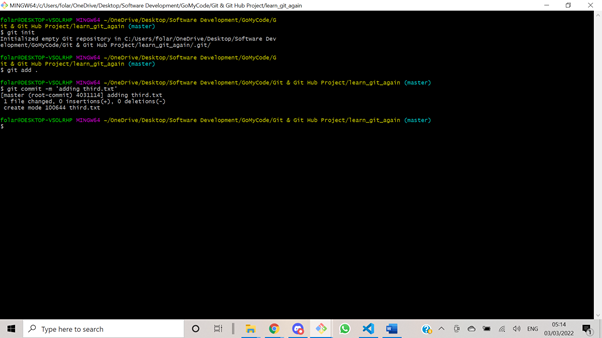 MINGW64:/c/Users/folar/OneDrive/Desktop/Software Development/GoMyCode/Git & Git Hub Project/learn_git_again
folar@DESKTOP-VSOLRHP MINGW64 ~/OneDrive/Desktop/Software Development/GoMyCode/G
it & Git Hub Project/learn_git_again (master)
$ git init
Initialized empty Git repository in C:/Users/folar/OneDrive/Desktop/Software Dev
elopment/GoMyCode/Git & Git Hub Project/learn_git_again/.git/
folar@DESKTOP-VSOLRHP MINGW64 ~/OneDrive/Desktop/Software Development/GoMyCode/G
it & Git Hub Project/learn_git_again (master)
$ git add .
folar@DESKTOP-VSOLRHP MINGW64 ~/OneDrive/Desktop/Software Development/GoMyCode/Git & Git Hub Project/learn_git_again (master)
$ git commit -m 'adding third.txt'
[master (root-commit) 4031114] adding third.txt
1 file changed, 0 insertions(+), 0 deletions(-)
create mode 100644 third.txt
folar@DESKTOP-VSOLRHP MINGW64 ~/OneDrive/Desktop/Software Development/GoMyCode/Git & Git Hub Project/learn_git_again (master)
$
Type here to search
ENG
05:14
03/03/2022